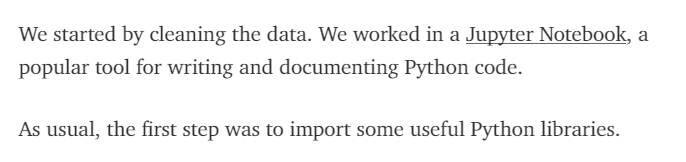 We started by cleaning the data. We worked in a Jupyter Notebook, a
popular tool for writing and documenting Python code.
As usual, the first step was to import some useful Python libraries.